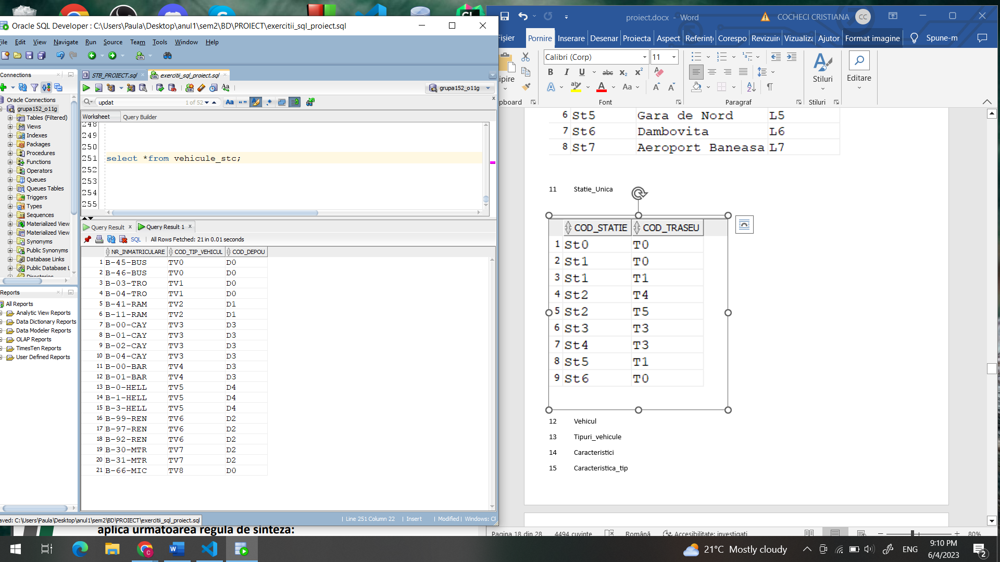 Oracle SQL Developer : C:\Users\Paula\Desktop\anul1\sem2\BD\PROIECT\exercitii_sql_proiect.sql
File Edit View Navigate Run Source Team Tools Window Help
Connections
Oracle Connections
grupa152_o11g
Tables (Filtered)
Views
Indexes
Packages
Procedures
Functions
Operators
Queues
Queues Tables
Triggers
Types
Sequences
Materialized View
Materialized View
Synonyms
Public Synonyms
Database Links
Public Database L
Directories
Reports
All Reports
Analytic View Reports
Data Dictionary Reports
Data Modeler Reports
OLAP Reports
TimesTen Reports
User Defined Reports
STB_PROIECT.sql
exercitii_sql_proiect.sql
grupa152_o11g
updat 1 of 52
Worksheet Query Builder
248
249
250
251 select *from vehicule_stc;
252
253
254
255
Query Result Query Result 1
SQL All Rows Fetched: 21 in 0.01 seconds
NR_INMATRICULARE COD_TIP_VEHICUL COD_DEPOU
1 B-45-BUS TV0 D0
2 B-46-BUS TV0 D0
3 B-03-TRO TV1 D0
4 B-04-TRO TV1 D0
5 B-41-RAM TV2 D1
6 B-11-RAM TV2 D1
7 B-00-CAY TV3 D3
8 B-01-CAY TV3 D3
9 B-02-CAY TV3 D3
10 B-04-CAY TV3 D3
11 B-00-BAR TV4 D3
12 B-01-BAR TV4 D3
13 B-0-HELL TV5 D4
14 B-1-HELL TV5 D4
15 B-3-HELL TV5 D4
16 B-99-REN TV6 D2
17 B-97-REN TV6 D2
18 B-92-REN TV6 D2
19 B-30-MTR TV7 D2
20 B-31-MTR TV7 D2
21 B-66-MIC TV8 D0
aved: C:\Users\Paula\Desktop\anul1\sem2\BD\PROIECT\exercitii_sql_proiect.sql
Line 251 Column 22 Insert Modified Windows: CF
aplica urmatoarea regula de sinteza:
proiect.docx - Word
COCHECI CRISTIANA CC
Fișier Pornire Inserare Desenar Proiecta Aspect Referinț Corespo Revizuir Vizualiza Ajutor Format imagine Spune-m
Calibri (Corp) 11
ipire
Stiluri
Editare
pboard Font Paragraf Stiluri
6 St5 Gara de Nord L5
7 St6 Dambovita L6
8 St7 Aeroport Baneasa L7
11 Statie_Unica
COD_STATIE COD_TRASEU
1 St0 T0
2 St1 T0
3 St1 T1
4 St2 T4
5 St2 T5
6 St3 T3
7 St4 T3
8 St5 T1
9 St6 T0
12 Vehicul
13 Tipuri_vehicule
14 Caracteristici
15 Caracteristica_tip
Pagina 18 din 28 4494 cuvinte Română Accesibilitate: investigați 80%
21°C Mostly cloudy ENG 9:10 PM
6/4/2023
2